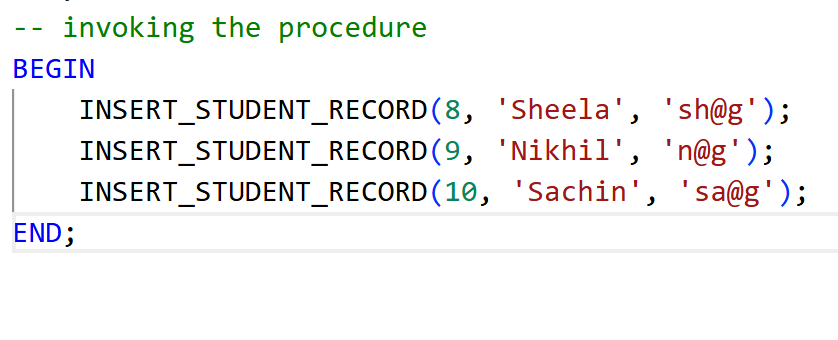 -- invoking the procedure
BEGIN
    INSERT_STUDENT_RECORD(8, 'Sheela', 'sh@g');
    INSERT_STUDENT_RECORD(9, 'Nikhil', 'n@g');
    INSERT_STUDENT_RECORD(10, 'Sachin', 'sa@g');
END;